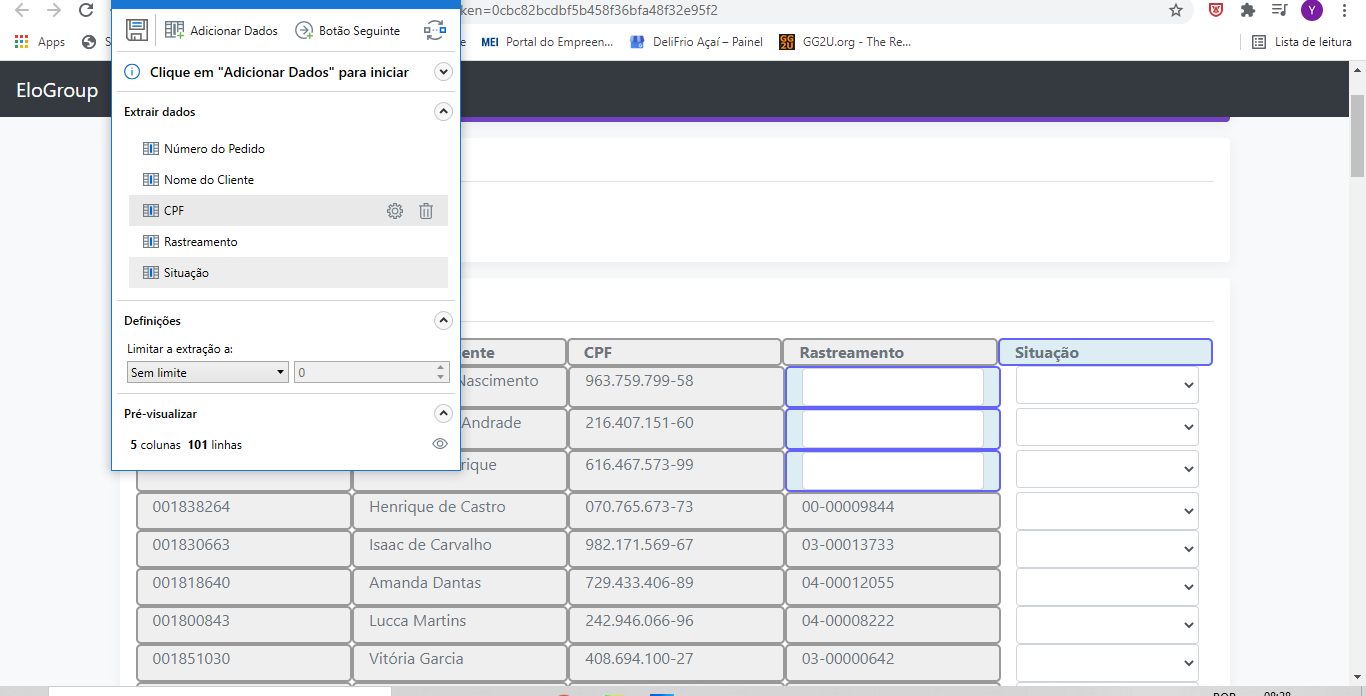 ken=0cbc82bcdbf5b458f36bfa48f32e95f2
Y
Apps
S
e
MEI Portal do Empreen...
DeliFrio Açaí – Painel
GG2U GG2U.org - The Re...
Lista de leitura
Adicionar Dados
Botão Seguinte
Clique em "Adicionar Dados" para iniciar
EloGroup
Extrair dados
Número do Pedido
Nome do Cliente
CPF
Rastreamento
Situação
Definições
Limitar a extração a:
Sem limite 0
Pré-visualizar
5 colunas 101 linhas
ente CPF Rastreamento Situação
Nascimento 963.759.799-58
Andrade 216.407.151-60
rique 616.467.573-99
001838264 Henrique de Castro 070.765.673-73 00-00009844
001830663 Isaac de Carvalho 982.171.569-67 03-00013733
001818640 Amanda Dantas 729.433.406-89 04-00012055
001800843 Lucca Martins 242.946.066-96 04-00008222
001851030 Vitória Garcia 408.694.100-27 03-00000642